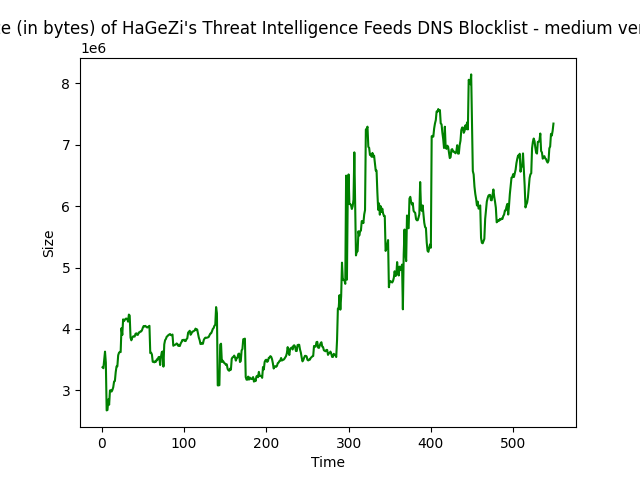 (in bytes) of HaGeZi's Threat Intelligence Feeds DNS Blocklist - medium
1e6
8
7
6
5
4
3
Size
0 100 200 300 400 500
Time